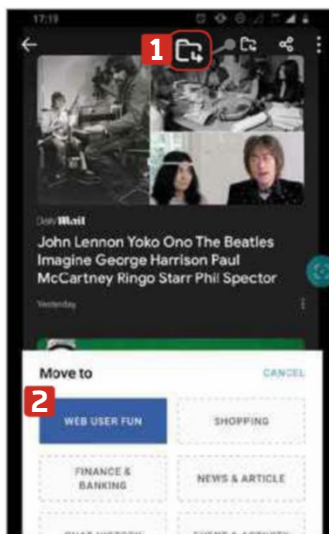 17:19
1
Daily Mail
John Lennon Yoko Ono The Beatles
Imagine George Harrison Paul
McCartney Ringo Starr Phil Spector
Yesterday
Move to
CANCEL
2
WEB USER FUN
SHOPPING
FINANCE &
BANKING
NEWS & ARTICLE